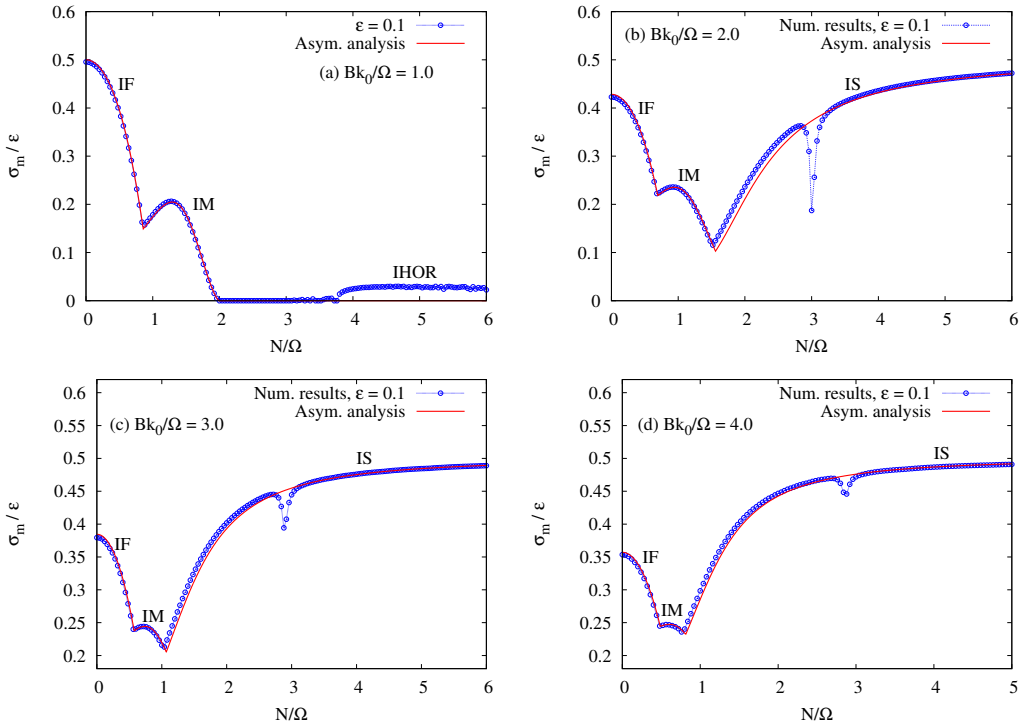 ε = 0.1
Asym. analysis
(a) Bk0/Ω = 1.0
IF
IM
IHOR
σm / ε
0.6
0.5
0.4
0.3
0.2
0.1
0
0 1 2 3 4 5 6
N/Ω
Num. results, ε = 0.1
Asym. analysis
(b) Bk0/Ω = 2.0
IS
IF
IM
σm / ε
0.6
0.5
0.4
0.3
0.2
0.1
0
0 1 2 3 4 5 6
N/Ω
Num. results, ε = 0.1
Asym. analysis
(c) Bk0/Ω = 3.0
IS
IF
IM
σm / ε
0.6
0.55
0.5
0.45
0.4
0.35
0.3
0.25
0.2
0 1 2 3 4 5 6
N/Ω
Num. results, ε = 0.1
Asym. analysis
(d) Bk0/Ω = 4.0
IS
IF
IM
σm / ε
0.6
0.55
0.5
0.45
0.4
0.35
0.3
0.25
0.2
0 1 2 3 4 5
N/Ω